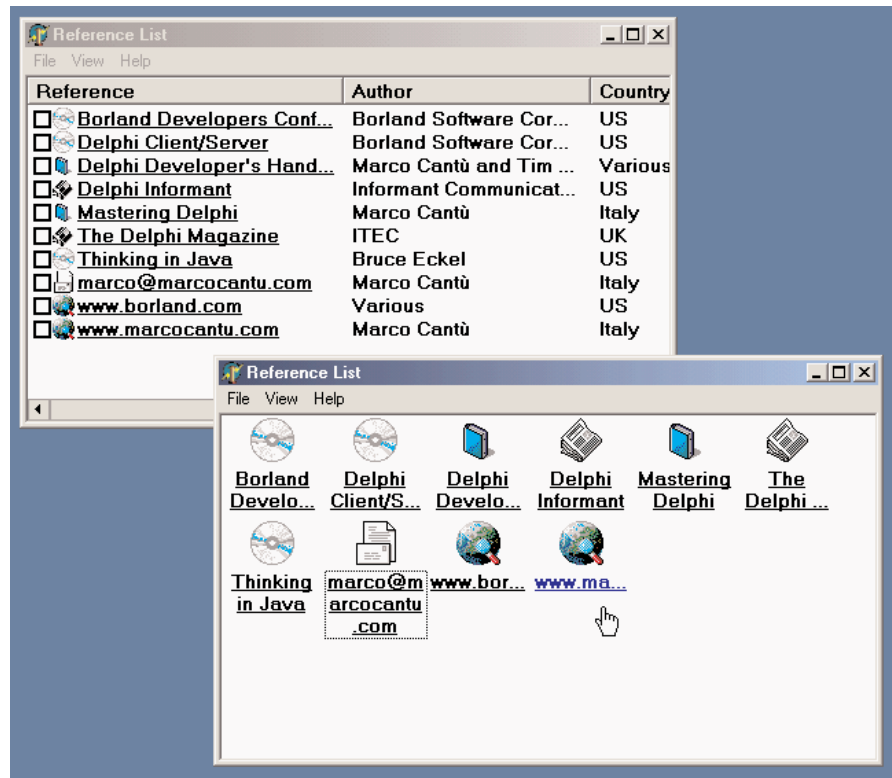 Reference List
File View Help
Reference Author Country
Borland Developers Conf... Borland Software Cor... US
Delphi Client/Server Borland Software Cor... US
Delphi Developer's Hand... Marco Cantù and Tim ... Various
Delphi Informant Informant Communicat... US
Mastering Delphi Marco Cantù Italy
The Delphi Magazine ITEC UK
Thinking in Java Bruce Eckel US
marco@marcocantu.com Marco Cantù Italy
www.borland.com Various US
www.marcocantu.com Marco Cantù Italy
Reference List
File View Help
Borland Delphi Delphi Delphi Mastering The
Develo... Client/S... Develo... Informant Delphi Delphi ...
Thinking marco@m www.bor... www.ma...
in Java arcocantu
.com